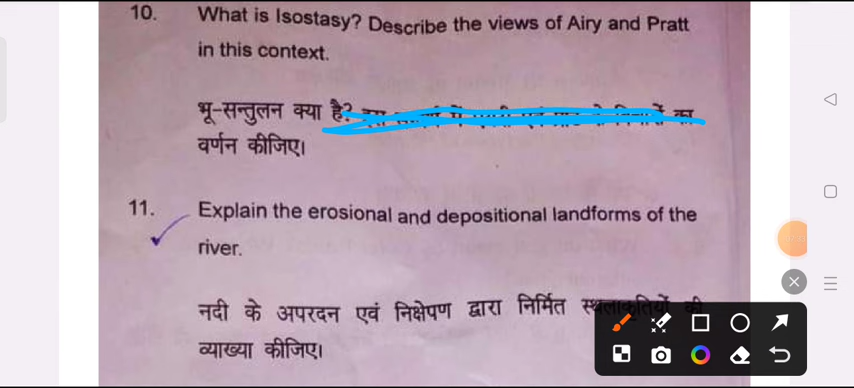 10. What is Isostasy? Describe the views of Airy and Pratt
in this context.
भू-सन्तुलन क्या है? का
वर्णन कीजिए।
11. Explain the erosional and depositional landforms of the
river.
नदी के अपरदन एवं निक्षेपण द्वारा निर्मित स्थलाकृतियों की
व्याख्या कीजिए।